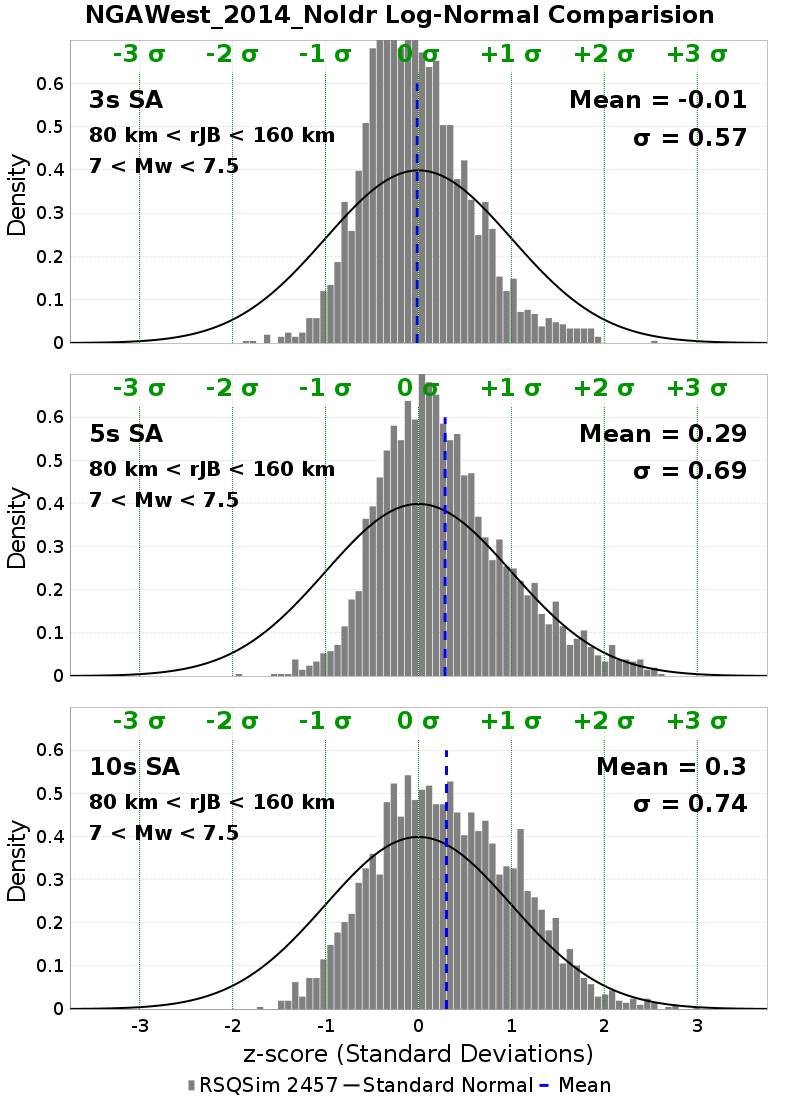 NGAWest_2014_NoIdr Log-Normal Comparision
-3 σ -2 σ -1 σ 0 σ +1 σ +2 σ +3 σ
3s SA
80 km < rJB < 160 km
7 < Mw < 7.5
Mean = -0.01
σ = 0.57
Density
0.6
0.5
0.4
0.3
0.2
0.1
0
-3 σ -2 σ -1 σ 0 σ +1 σ +2 σ +3 σ
5s SA
80 km < rJB < 160 km
7 < Mw < 7.5
Mean = 0.29
σ = 0.69
Density
0.6
0.5
0.4
0.3
0.2
0.1
0
-3 σ -2 σ -1 σ 0 σ +1 σ +2 σ +3 σ
10s SA
80 km < rJB < 160 km
7 < Mw < 7.5
Mean = 0.3
σ = 0.74
Density
0.6
0.5
0.4
0.3
0.2
0.1
0
-3 -2 -1 0 1 2 3
z-score (Standard Deviations)
RSQSim 2457 Standard Normal Mean